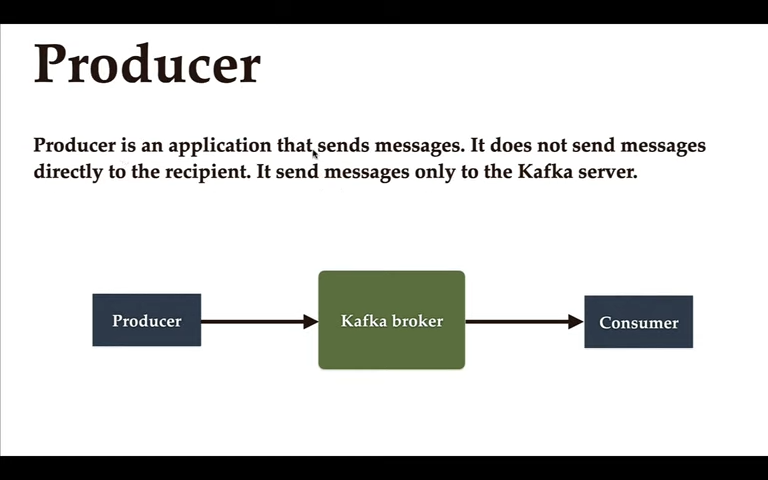 Producer
Producer is an application that sends messages. It does not send messages
directly to the recipient. It send messages only to the Kafka server.
Producer
Kafka broker
Consumer